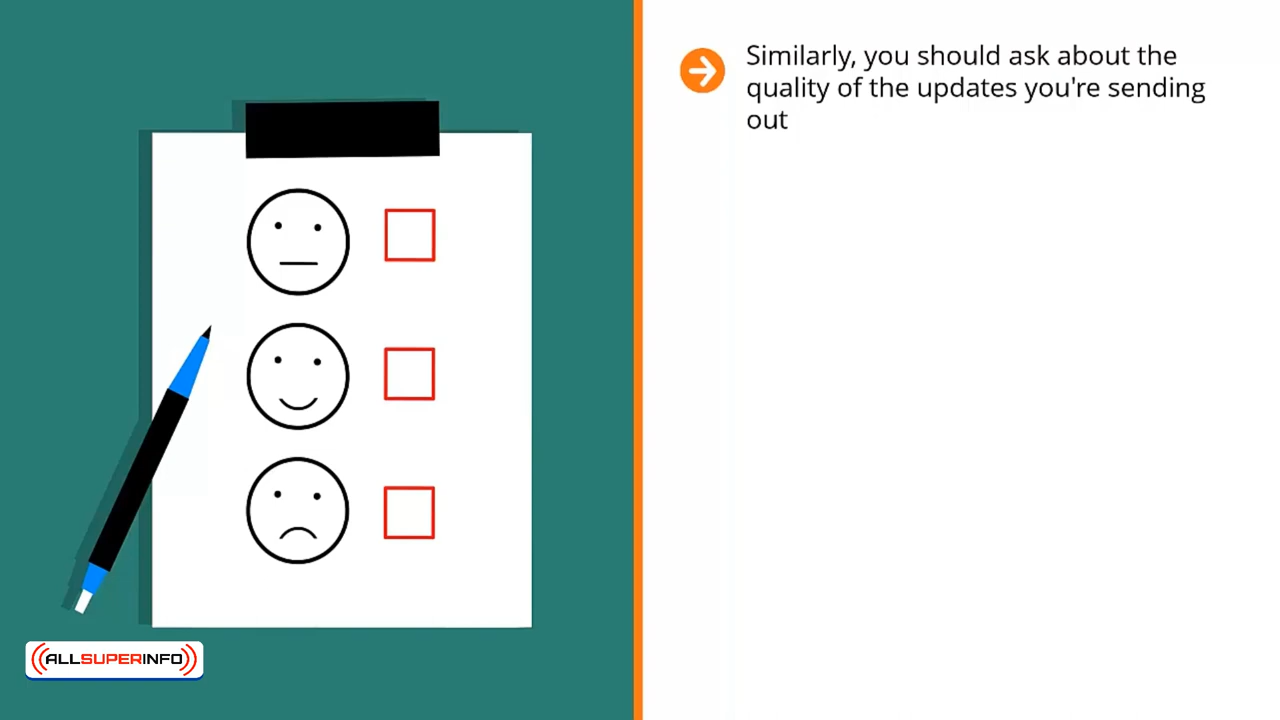 Similarly, you should ask about the
quality of the updates you're sending
out
ALLSUPERINFO